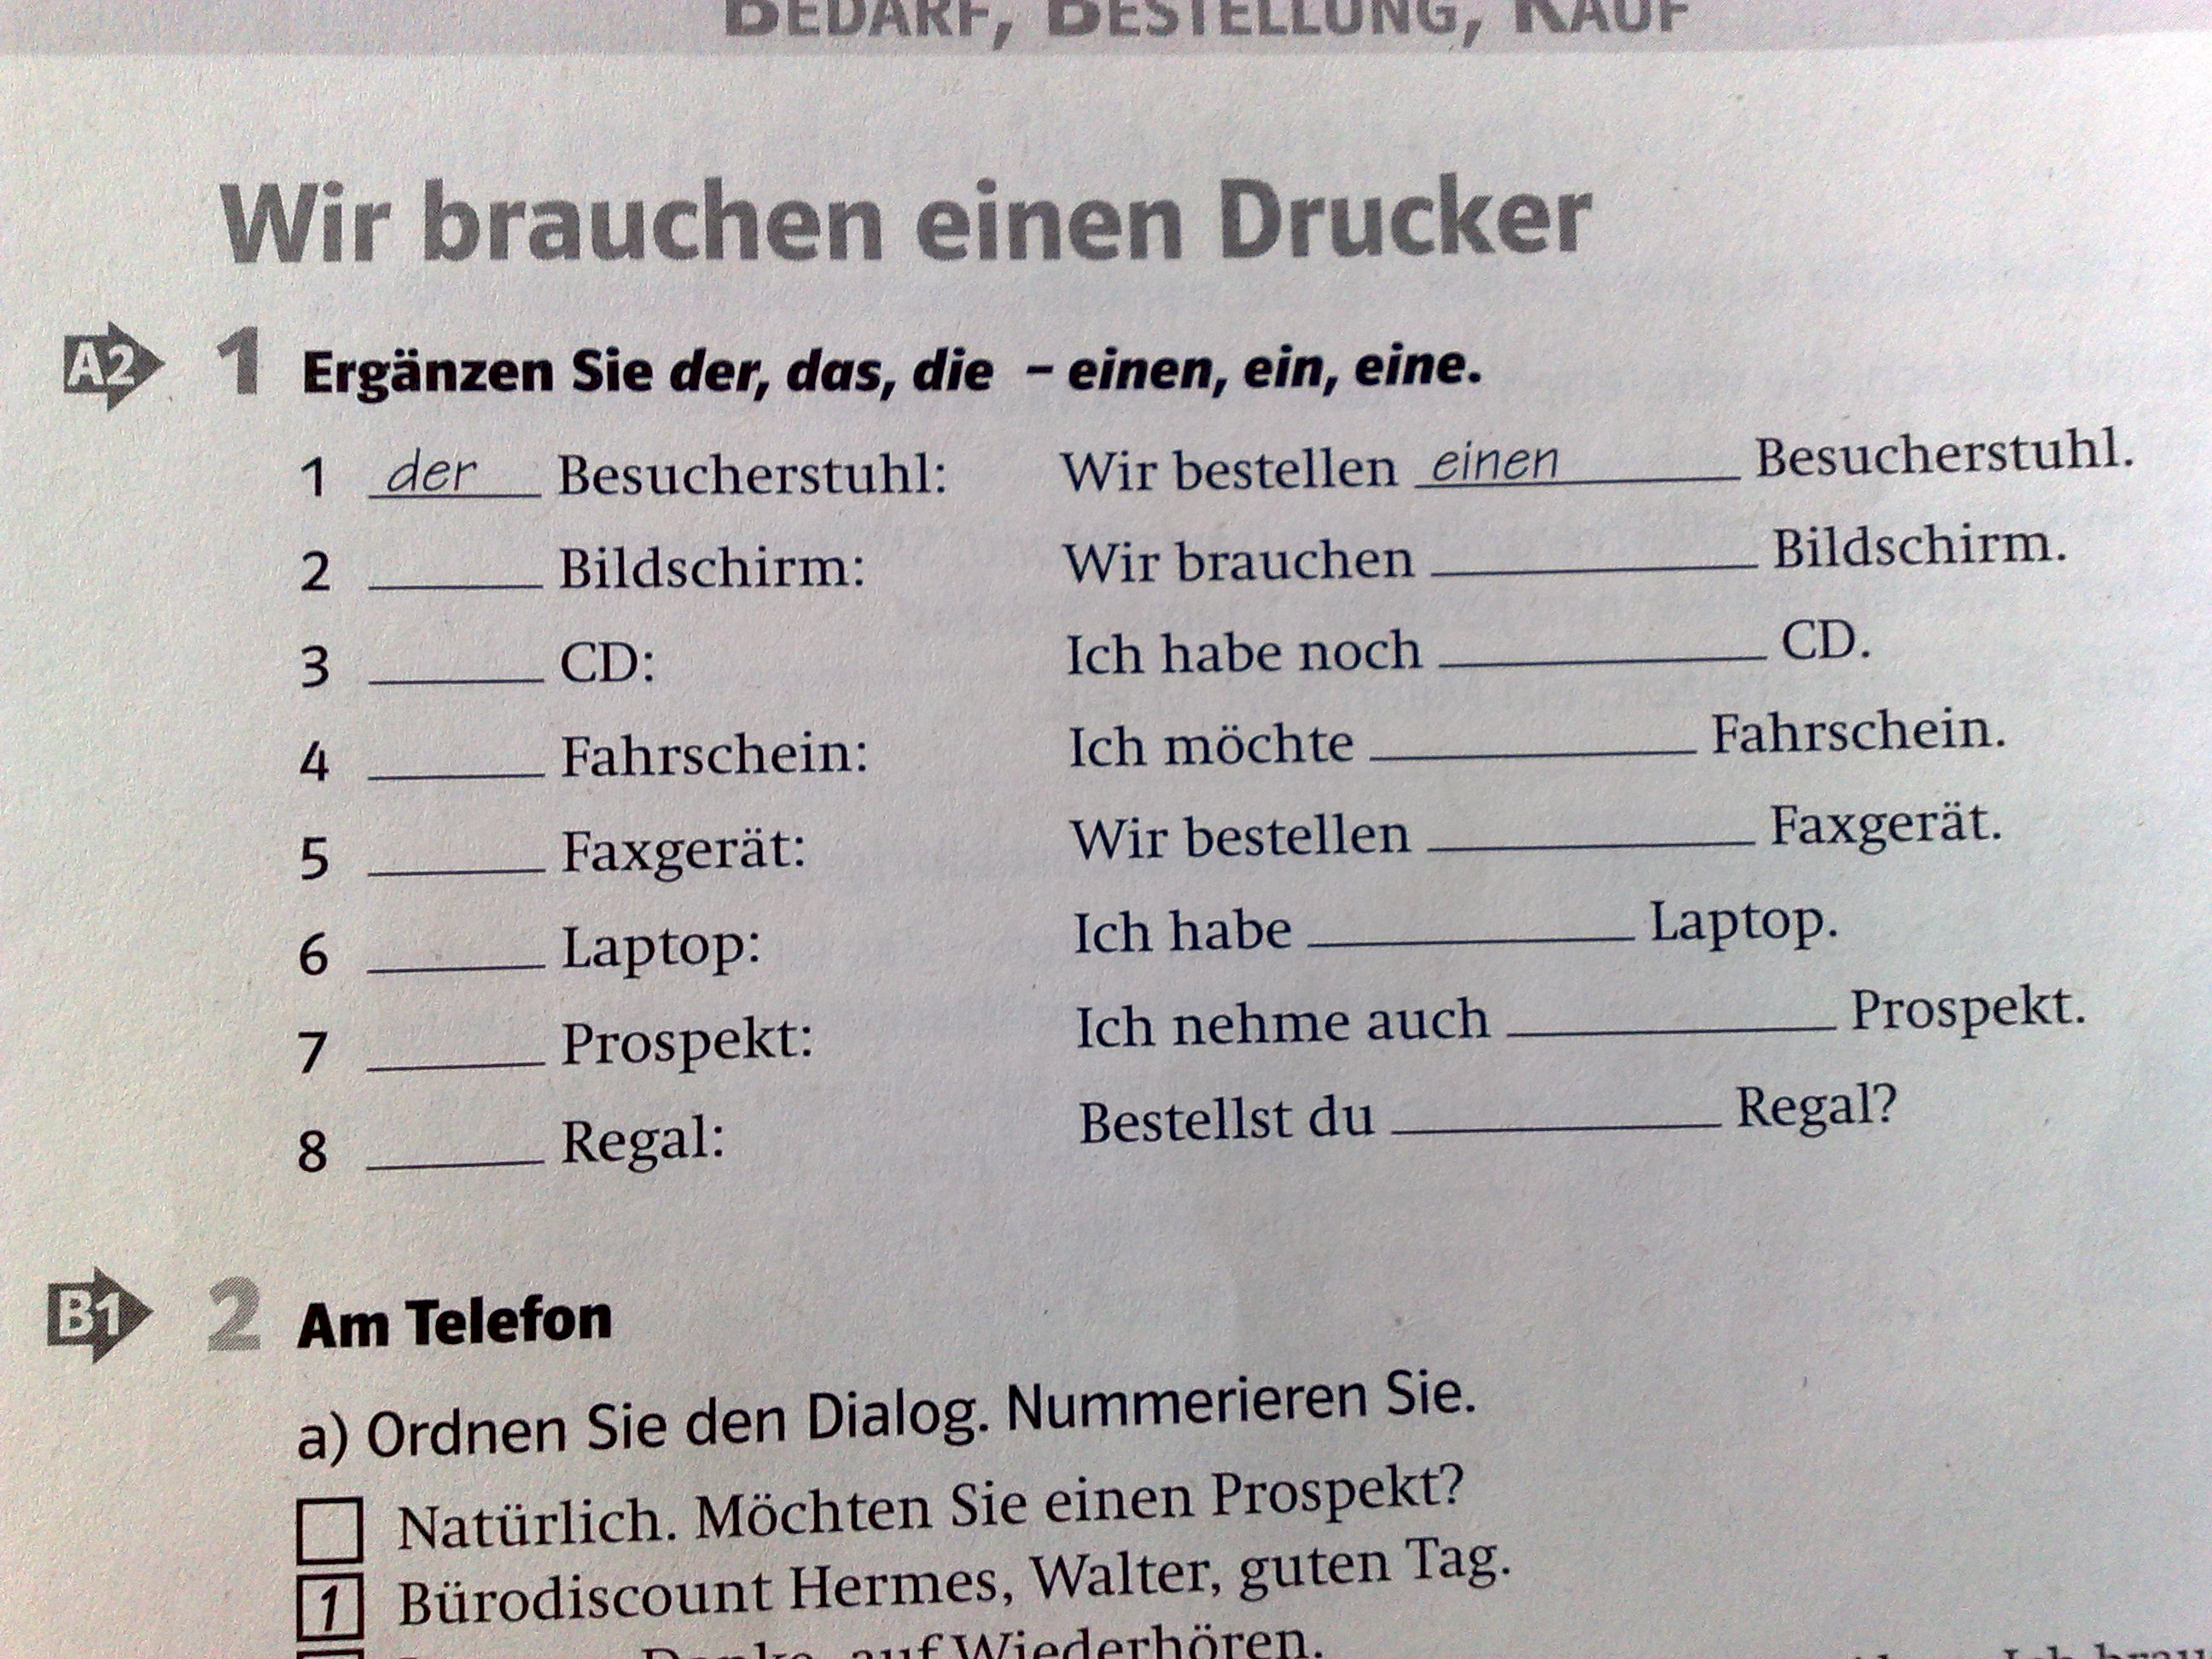 BEDARF, BESTELLUNG, KAUF
Wir brauchen einen Drucker
A2 1 Ergänzen Sie der, das, die – einen, ein, eine.
1 der Besucherstuhl: Wir bestellen einen Besucherstuhl.
2 ______ Bildschirm: Wir brauchen ______ Bildschirm.
3 ______ CD: Ich habe noch ______ CD.
4 ______ Fahrschein: Ich möchte ______ Fahrschein.
5 ______ Faxgerät: Wir bestellen ______ Faxgerät.
6 ______ Laptop: Ich habe ______ Laptop.
7 ______ Prospekt: Ich nehme auch ______ Prospekt.
8 ______ Regal: Bestellst du ______ Regal?
B1 2 Am Telefon
a) Ordnen Sie den Dialog. Nummerieren Sie.
Natürlich. Möchten Sie einen Prospekt?
1 Bürodiscount Hermes, Walter, guten Tag.
Danke, auf Wiederhören.